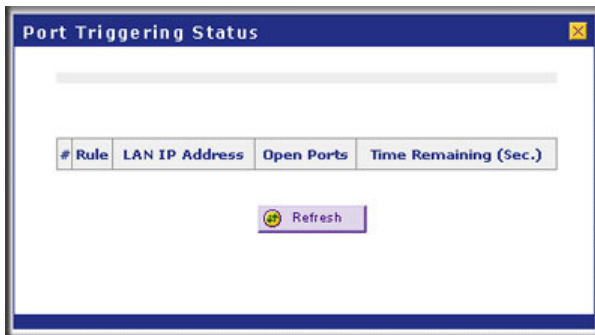 Port Triggering Status
# Rule LAN IP Address Open Ports Time Remaining (Sec.)
Refresh